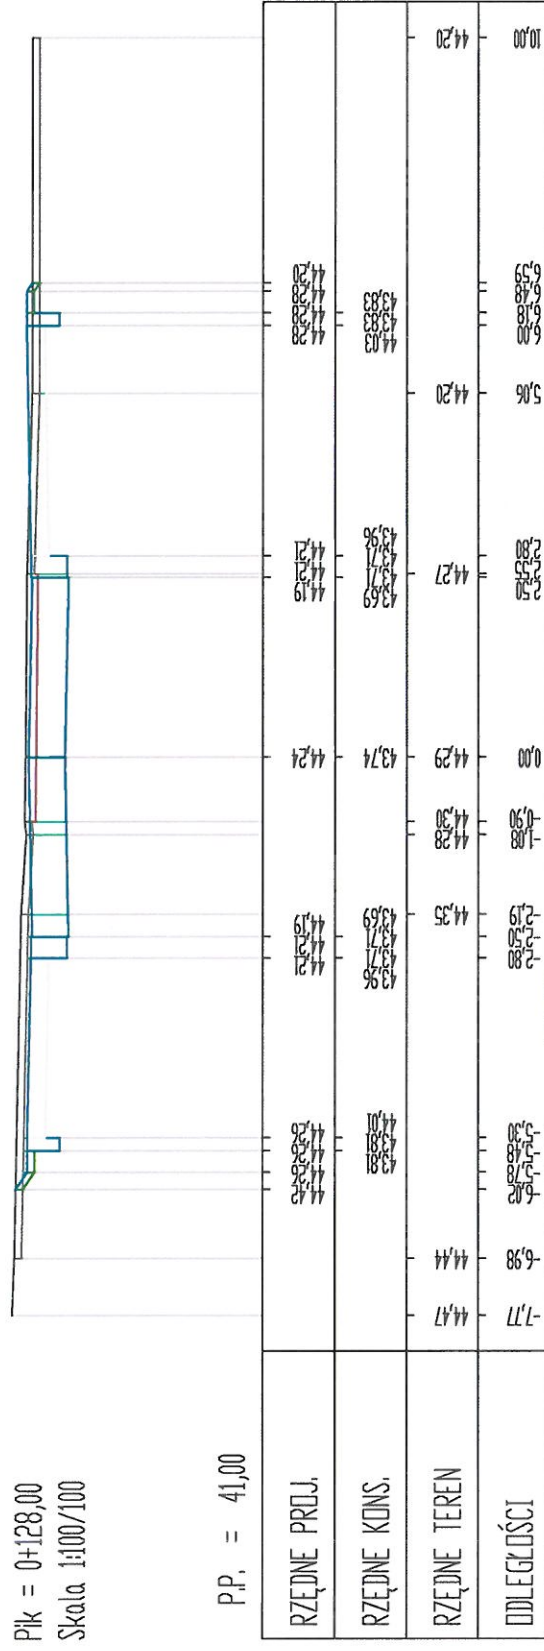 Pik = 0+128,00
Skala 1:100/100
P.P. = 41,00
RZĘDNE PROJ. 44,42 44,26 44,26 44,26 44,21 44,21 44,19 44,24 44,19 44,21 44,21 44,28 44,28 44,28 44,20
RZĘDNE KONS. 43,81 43,81 44,01 43,96 43,71 43,71 43,69 43,74 43,69 43,71 43,71 43,96 44,03 43,83 43,83
RZĘDNE TEREN 44,47 44,44 44,35 44,28 44,30 44,29 44,27 44,20 44,20
ODLEGŁOŚCI -7,77 -6,98 -6,02 -5,78 -5,48 -5,30 -2,80 -2,50 -2,19 -1,08 -0,90 0,00 2,50 2,55 2,80 5,06 6,00 6,18 6,48 6,59 10,00